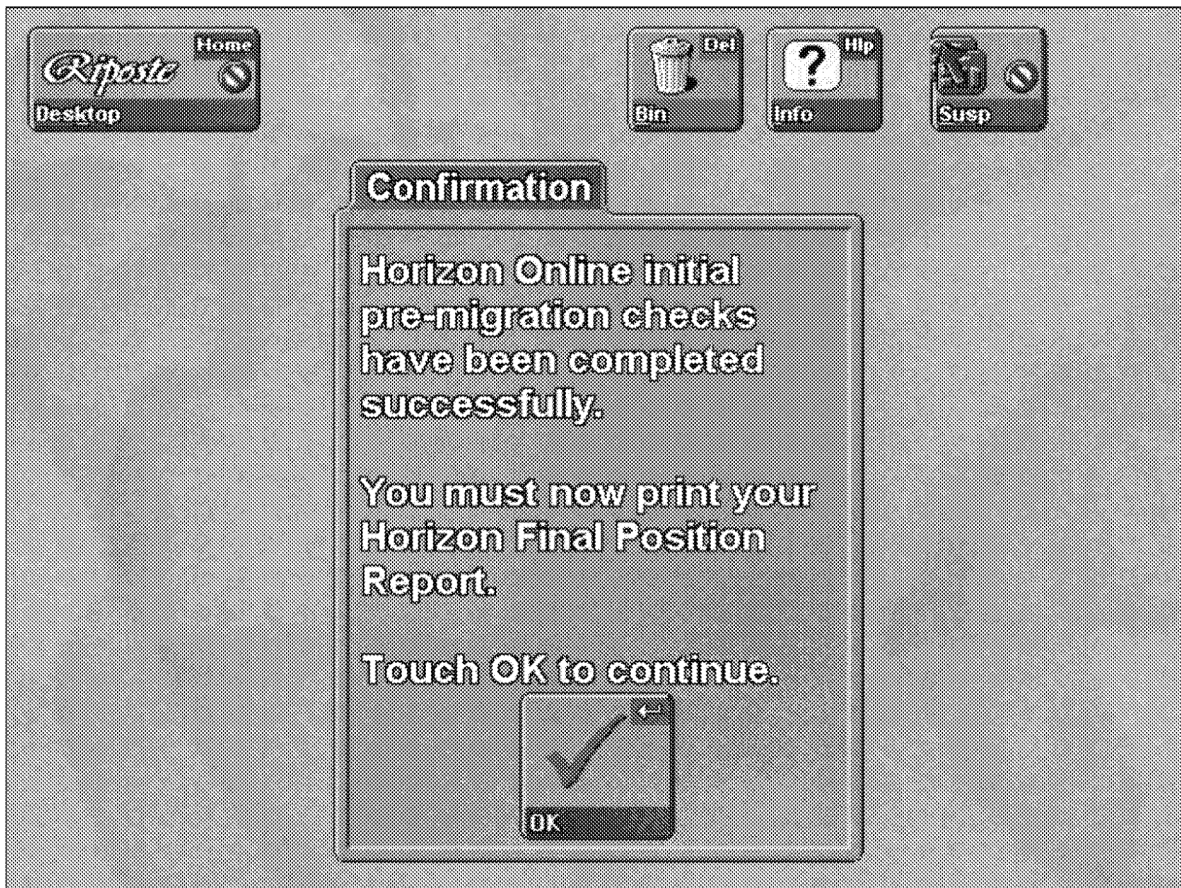 Home
Riposte
Desktop
Del
Bin
Hlp
Info
Susp
Confirmation
Horizon Online initial
pre-migration checks
have been completed
successfully.
You must now print your
Horizon Final Position
Report.
Touch OK to continue.
OK